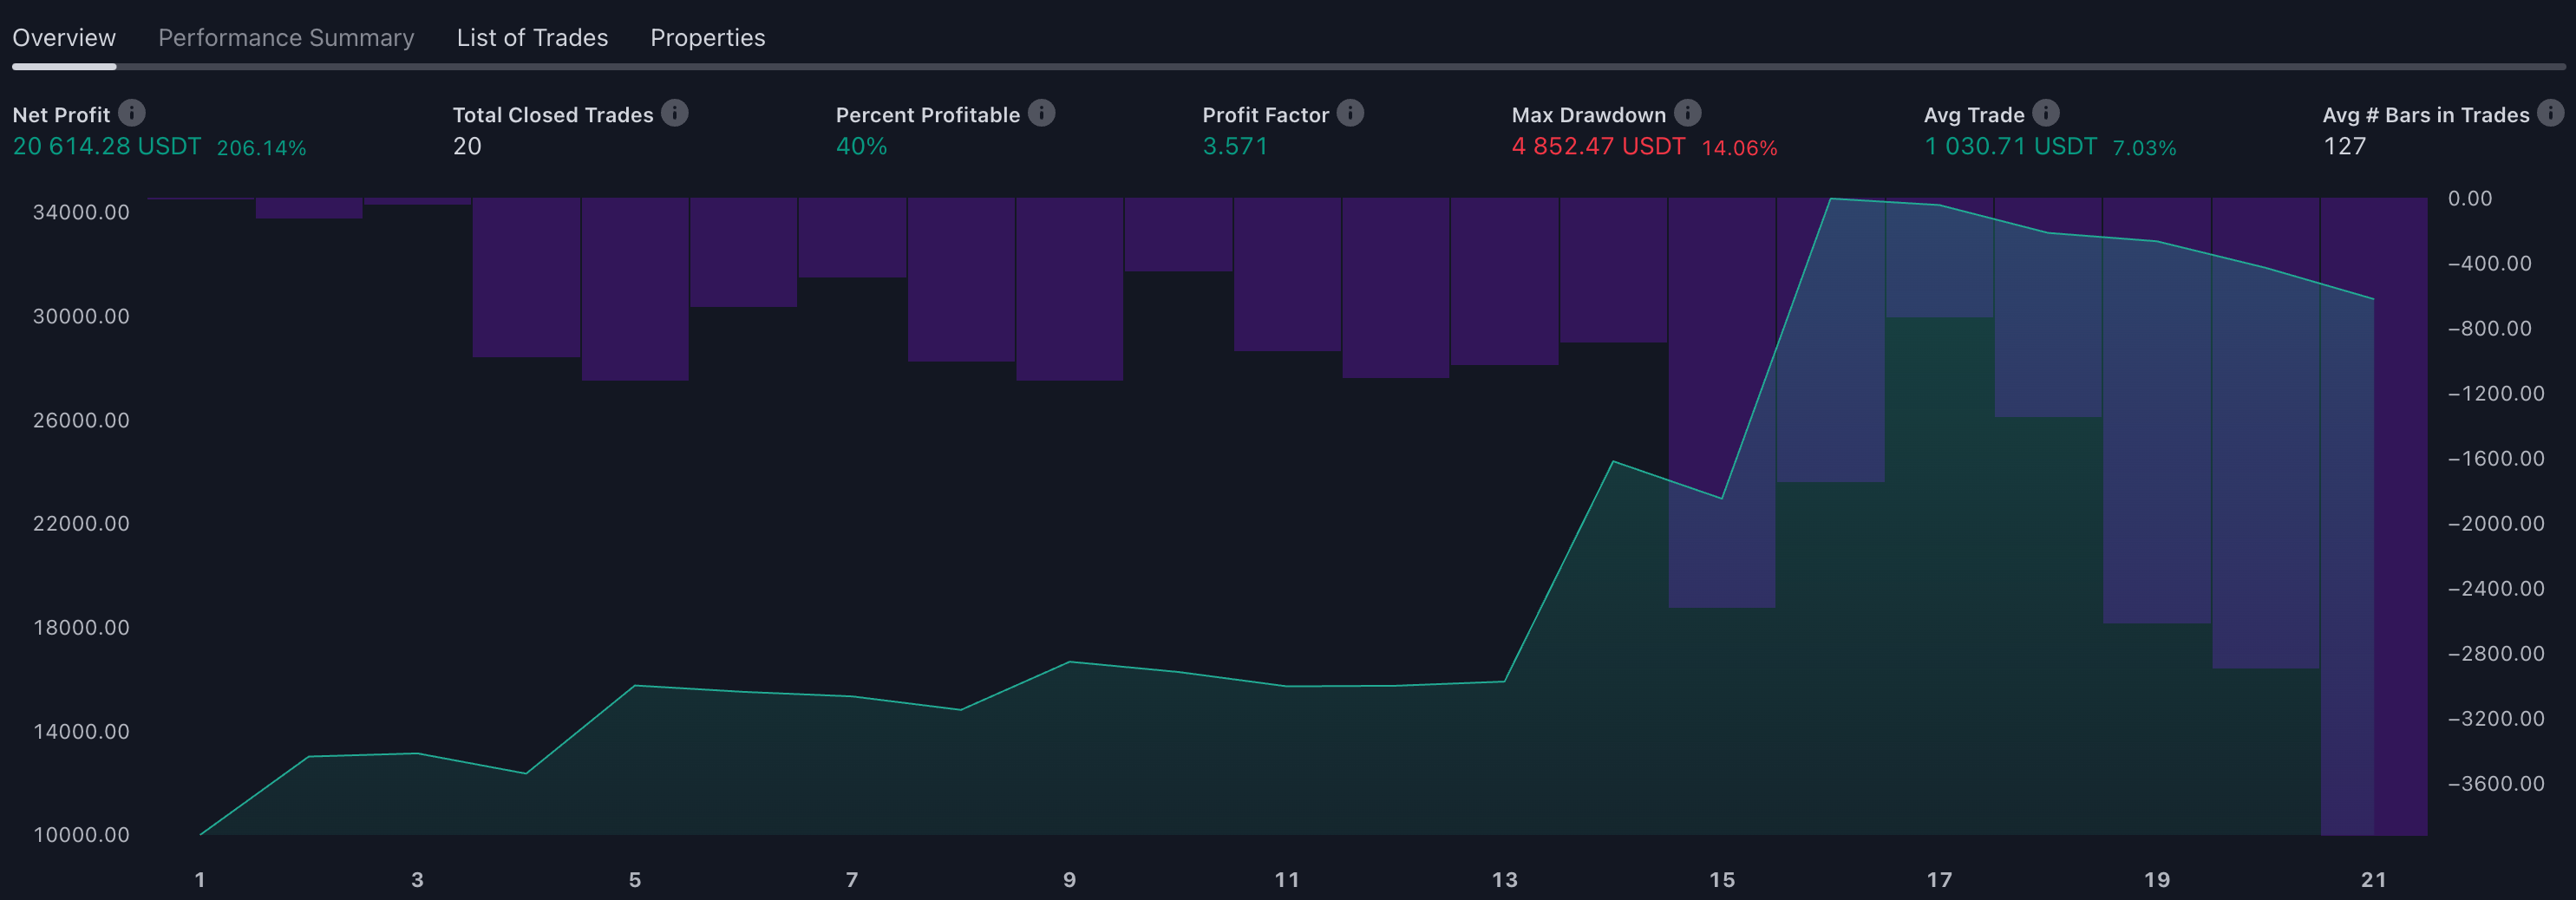 Overview Performance Summary List of Trades Properties
Net Profit Total Closed Trades Percent Profitable Profit Factor Max Drawdown Avg Trade Avg # Bars in Trades
20 614.28 USDT 206.14% 20 40% 3.571 4 852.47 USDT 14.06% 1 030.71 USDT 7.03% 127
34000.00 0.00
−400.00
30000.00 −800.00
26000.00 −1200.00
−1600.00
22000.00 −2000.00
−2400.00
18000.00 −2800.00
14000.00 −3200.00
−3600.00
10000.00
1 3 5 7 9 11 13 15 17 19 21